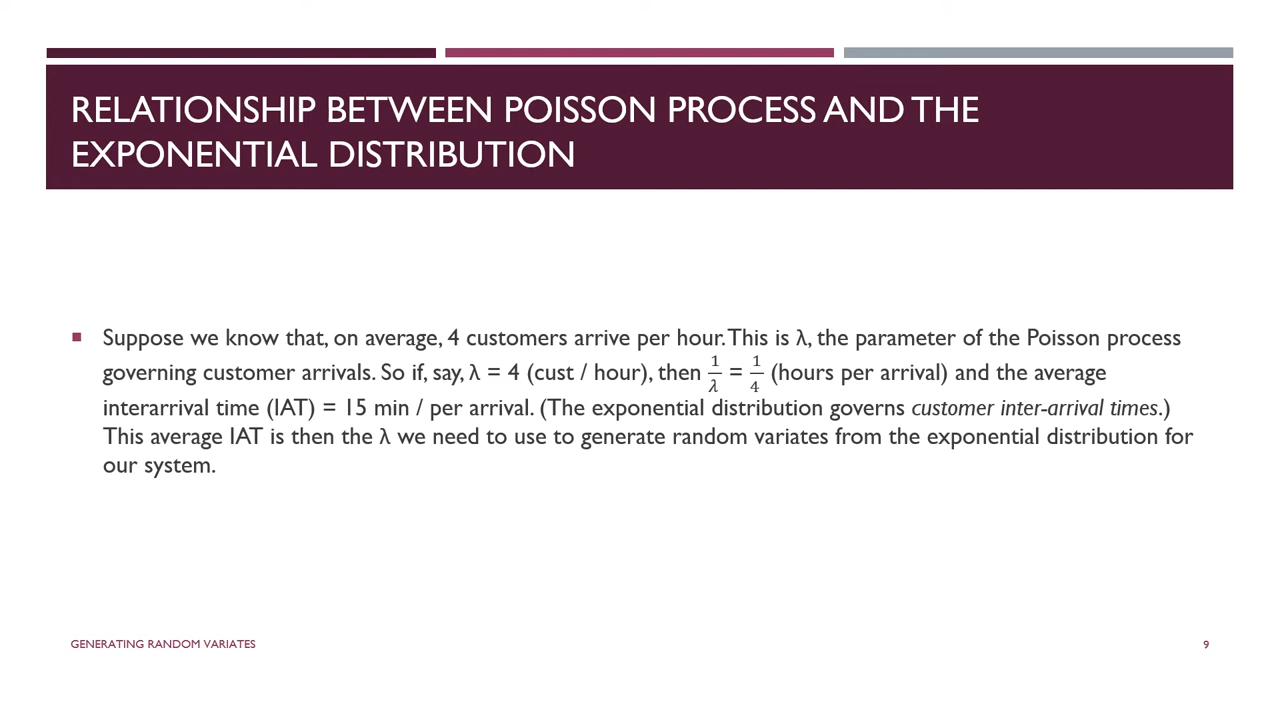 RELATIONSHIP BETWEEN POISSON PROCESS AND THE
EXPONENTIAL DISTRIBUTION
Suppose we know that, on average, 4 customers arrive per hour. This is λ, the parameter of the Poisson process
governing customer arrivals. So if, say, λ = 4 (cust / hour), then 1/λ = 1/4 (hours per arrival) and the average
interarrival time (IAT) = 15 min / per arrival. (The exponential distribution governs customer inter-arrival times.)
This average IAT is then the λ we need to use to generate random variates from the exponential distribution for
our system.
GENERATING RANDOM VARIATES
9